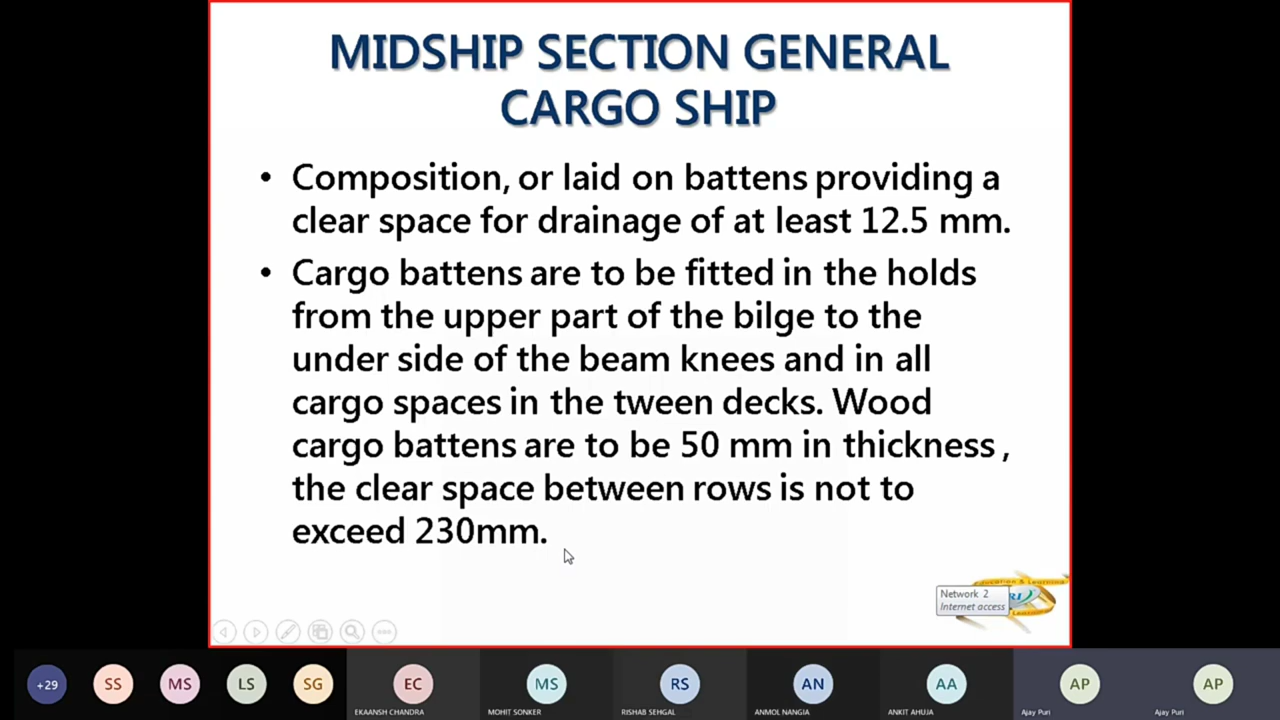 MIDSHIP SECTION GENERAL
CARGO SHIP
• Composition, or laid on battens providing a
clear space for drainage of at least 12.5 mm.
• Cargo battens are to be fitted in the holds
from the upper part of the bilge to the
under side of the beam knees and in all
cargo spaces in the tween decks. Wood
cargo battens are to be 50 mm in thickness ,
the clear space between rows is not to
exceed 230mm.
Education & Learning
Network 2
Internet access
+29
SS
MS
LS
SG
EC
MS
RS
AN
AA
AP
AP
EKAANSH CHANDRA
MOHIT SONKER
RISHAB SEHGAL
ANMOL NANGIA
ANKIT AHUJA
Ajay Puri
Ajay Puri